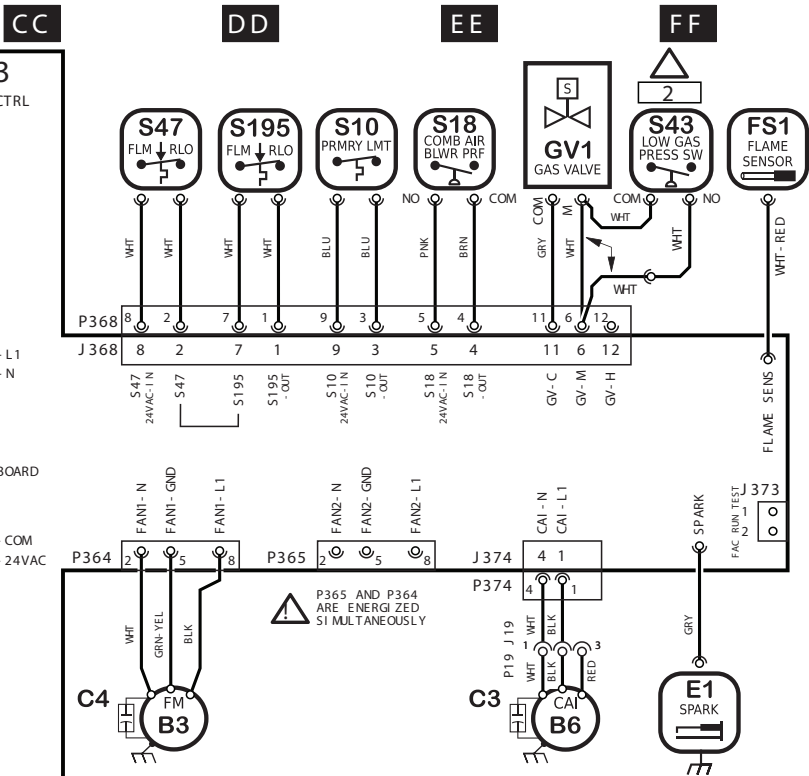 CC DD EE FF
3
CTRL
2
S47
FLM RLO
S195
FLM RLO
S10
PRMRY LMT
S18
COMB AIR
BLWR PRF
S
GV1
GAS VALVE
S43
LOW GAS
PRESS SW
FS1
FLAME
SENSOR
NO COM COM M COM NO
WHT WHT WHT WHT BLU BLU PNK BRN GRY WHT WHT WHT WHT WHT-RED
P368 8 2 7 1 9 3 5 4 11 6 12
J368 8 2 7 1 9 3 5 4 11 6 12
- L1
- N
S47
24VAC-IN
S47
S195
S195
-OUT
S10
24VAC-IN
S10
-OUT
S18
24VAC-IN
S18
-OUT
GV-C
GV-M
GV-H
FLAME SENS
BOARD
- COM
- 24VAC
FAN1-N
FAN1-GND
FAN1-L1
FAN2-N
FAN2-GND
FAN2-L1
CAI-N
CAI-L1
SPARK
J373
FAC RUN TEST
1
2
P364 2 5 8
P365 2 5 8
J374 4 1
P374 4 1
P365 AND P364
ARE ENERGIZED
SIMULTANEOUSLY
WHT GRN-YEL BLK
WHT BLK
P19 J19
1 3
WHT BLK RED
GRY
C4
FM
B3
C3
CAI
B6
E1
SPARK